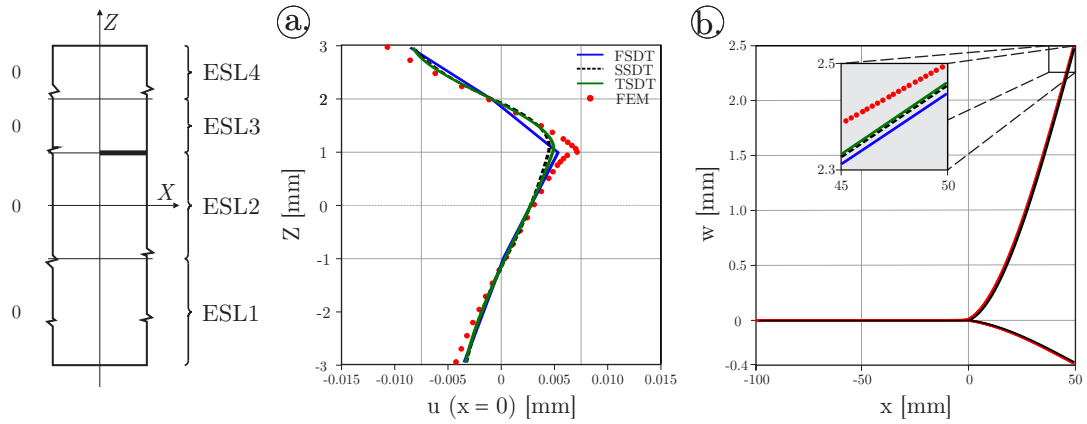 Z
X
0
0
0
0
ESL4
ESL3
ESL2
ESL1
a.
3
2
1
0
-1
-2
-3
Z [mm]
-0.015
-0.010
-0.005
0
0.005
0.010
0.015
u (x = 0) [mm]
FSDT
SSDT
TSDT
FEM
b.
2.5
2.0
1.5
1.0
0.5
0
-0.4
w [mm]
-100
-50
0
50
x [mm]
2.5
2.3
45
50